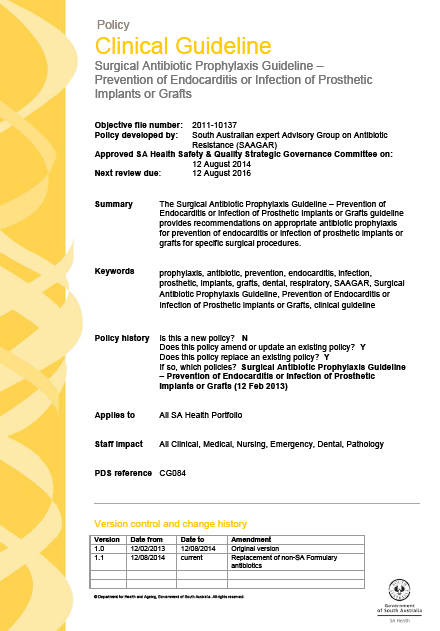 Policy
Clinical Guideline
Surgical Antibiotic Prophylaxis Guideline –
Prevention of Endocarditis or Infection of Prosthetic
Implants or Grafts
Objective file number: 2011-10137
Policy developed by: South Australian expert Advisory Group on Antibiotic
Resistance (SAAGAR)
Approved SA Health Safety & Quality Strategic Governance Committee on:
12 August 2014
Next review due: 12 August 2016
Summary The Surgical Antibiotic Prophylaxis Guideline – Prevention of
Endocarditis or Infection of Prosthetic Implants or Grafts guideline
provides recommendations on appropriate antibiotic prophylaxis
for prevention of endocarditis or infection of prosthetic implants or
grafts for specific surgical procedures.
Keywords prophylaxis, antibiotic, prevention, endocarditis, infection,
prosthetic, implants, grafts, dental, respiratory, SAAGAR, Surgical
Antibiotic Prophylaxis Guideline, Prevention of Endocarditis or
Infection of Prosthetic Implants or Grafts, clinical guideline
Policy history Is this a new policy? N
Does this policy amend or update an existing policy? Y
Does this policy replace an existing policy? Y
If so, which policies? Surgical Antibiotic Prophylaxis Guideline
– Prevention of Endocarditis or Infection of Prosthetic
Implants or Grafts (12 Feb 2013)
Applies to All SA Health Portfolio
Staff impact All Clinical, Medical, Nursing, Emergency, Dental, Pathology
PDS reference CG084
Version control and change history
Version Date from Date to Amendment
1.0 12/02/2013 12/08/2014 Original version
1.1 12/08/2014 current Replacement of non-SA Formulary
antibiotics
© Department for Health and Ageing, Government of South Australia. All rights reserved.
Government
of South Australia
SA Health